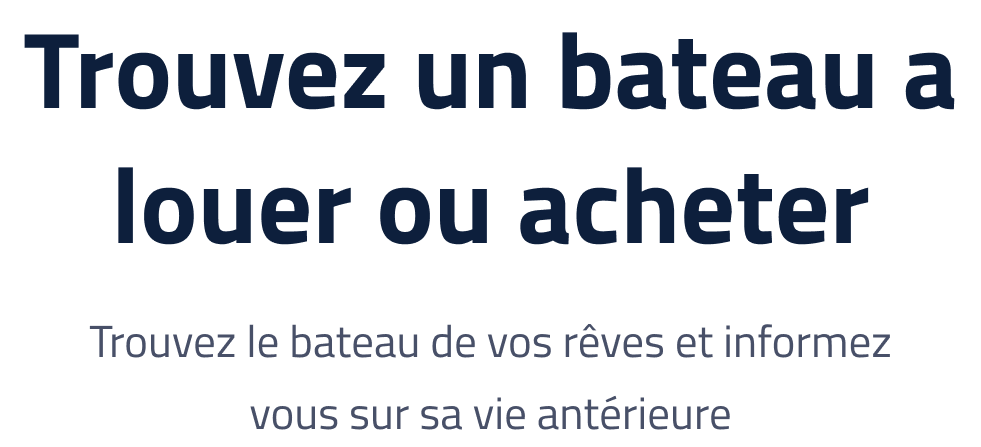 Trouvez un bateau a
louer ou acheter
Trouvez le bateau de vos rêves et informez
vous sur sa vie antérieure